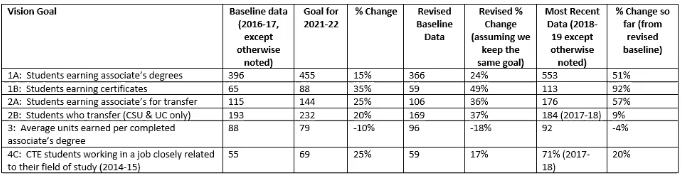 Vision Goal Baseline data (2016-17, except otherwise noted) Goal for 2021-22 % Change Revised Baseline Data Revised % Change (assuming we keep the same goal) Most Recent Data (2018-19 except otherwise noted) % Change so far (from revised baseline)
1A: Students earning associate's degrees 396 455 15% 366 24% 553 51%
1B: Students earning certificates 65 88 35% 59 49% 113 92%
2A: Students earning associate's for transfer 115 144 25% 106 36% 176 57%
2B: Students who transfer (CSU & UC only) 193 232 20% 169 37% 184 (2017-18) 9%
3: Average units earned per completed associate's degree 88 79 -10% 96 -18% 92 -4%
4C: CTE students working in a job closely related to their field of study (2014-15) 55 69 25% 59 17% 71% (2017-18) 20%